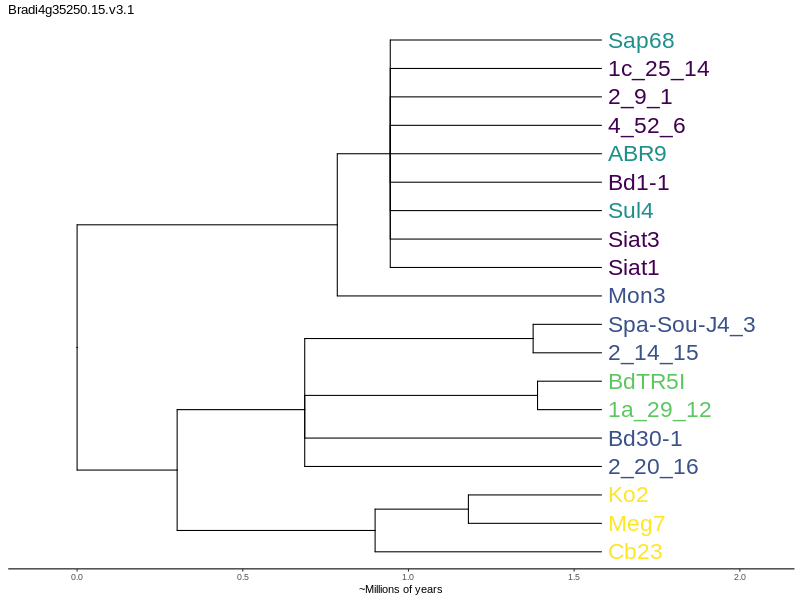 Bradi4g35250.15.v3.1
Sap68
1c_25_14
2_9_1
4_52_6
ABR9
Bd1-1
Sul4
Siat3
Siat1
Mon3
Spa-Sou-J4_3
2_14_15
BdTR5I
1a_29_12
Bd30-1
2_20_16
Ko2
Meg7
Cb23
0.0 0.5 1.0 1.5 2.0
~Millions of years